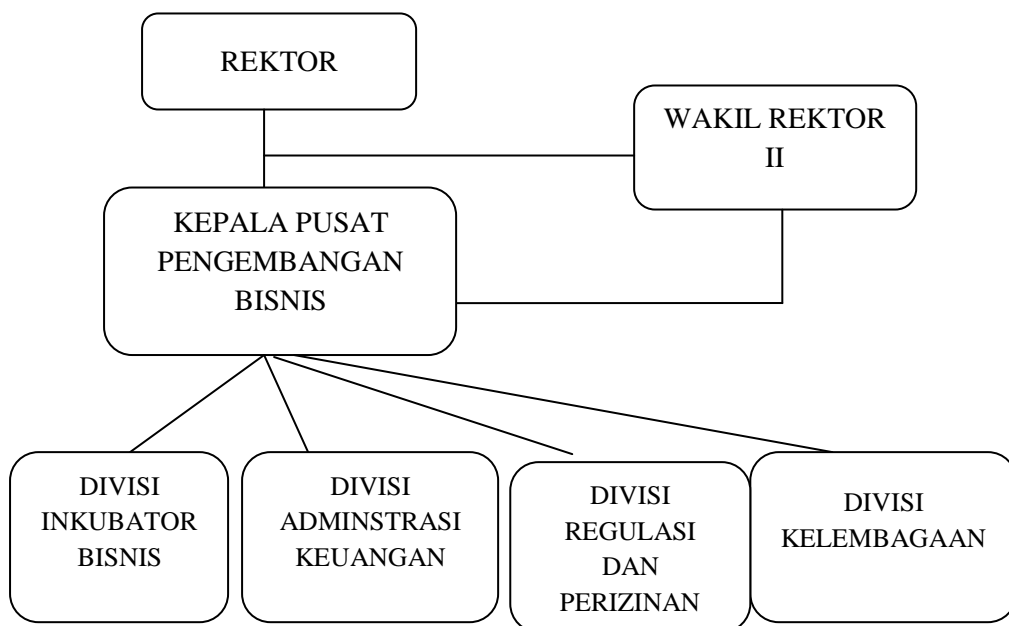 REKTOR
WAKIL REKTOR
II
KEPALA PUSAT
PENGEMBANGAN
BISNIS
DIVISI
INKUBATOR
BISNIS
DIVISI
ADMINSTRASI
KEUANGAN
DIVISI
REGULASI
DAN
PERIZINAN
DIVISI
KELEMBAGAAN